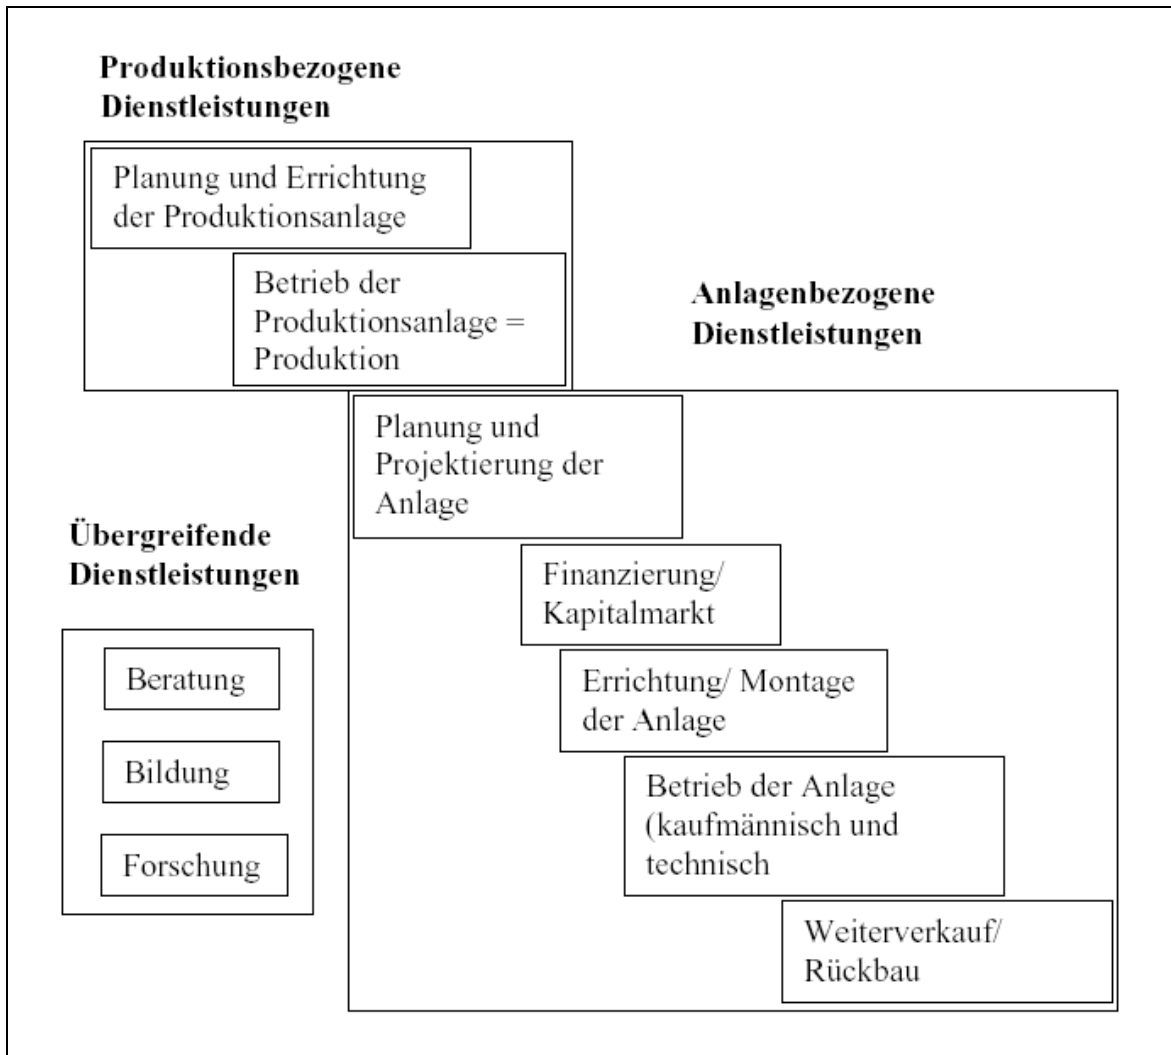 Produktionsbezogene
Dienstleistungen
Planung und Errichtung
der Produktionsanlage
Betrieb der
Produktionsanlage =
Produktion
Anlagenbezogene
Dienstleistungen
Planung und
Projektierung der
Anlage
Finanzierung/
Kapitalmarkt
Errichtung/ Montage
der Anlage
Betrieb der Anlage
(kaufmännisch und
technisch
Weiterverkauf/
Rückbau
Übergreifende
Dienstleistungen
Beratung
Bildung
Forschung